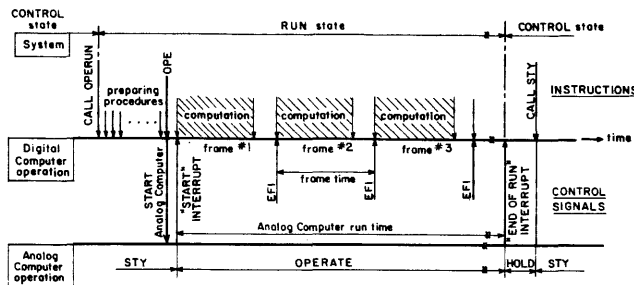 CONTROL state
RUN state
CONTROL state
System
CALL OPERUN
preparing procedures
OPE
CALL STY
INSTRUCTIONS
computation
computation
computation
time
Digital Computer operation
frame #1
frame #2
frame #3
START Analog Computer
"START" INTERRUPT
EFI
frame time
EFI
EFI
"END OF RUN" INTERRUPT
CONTROL SIGNALS
Analog Computer run time
Analog Computer operation
STY
OPERATE
HOLD
STY